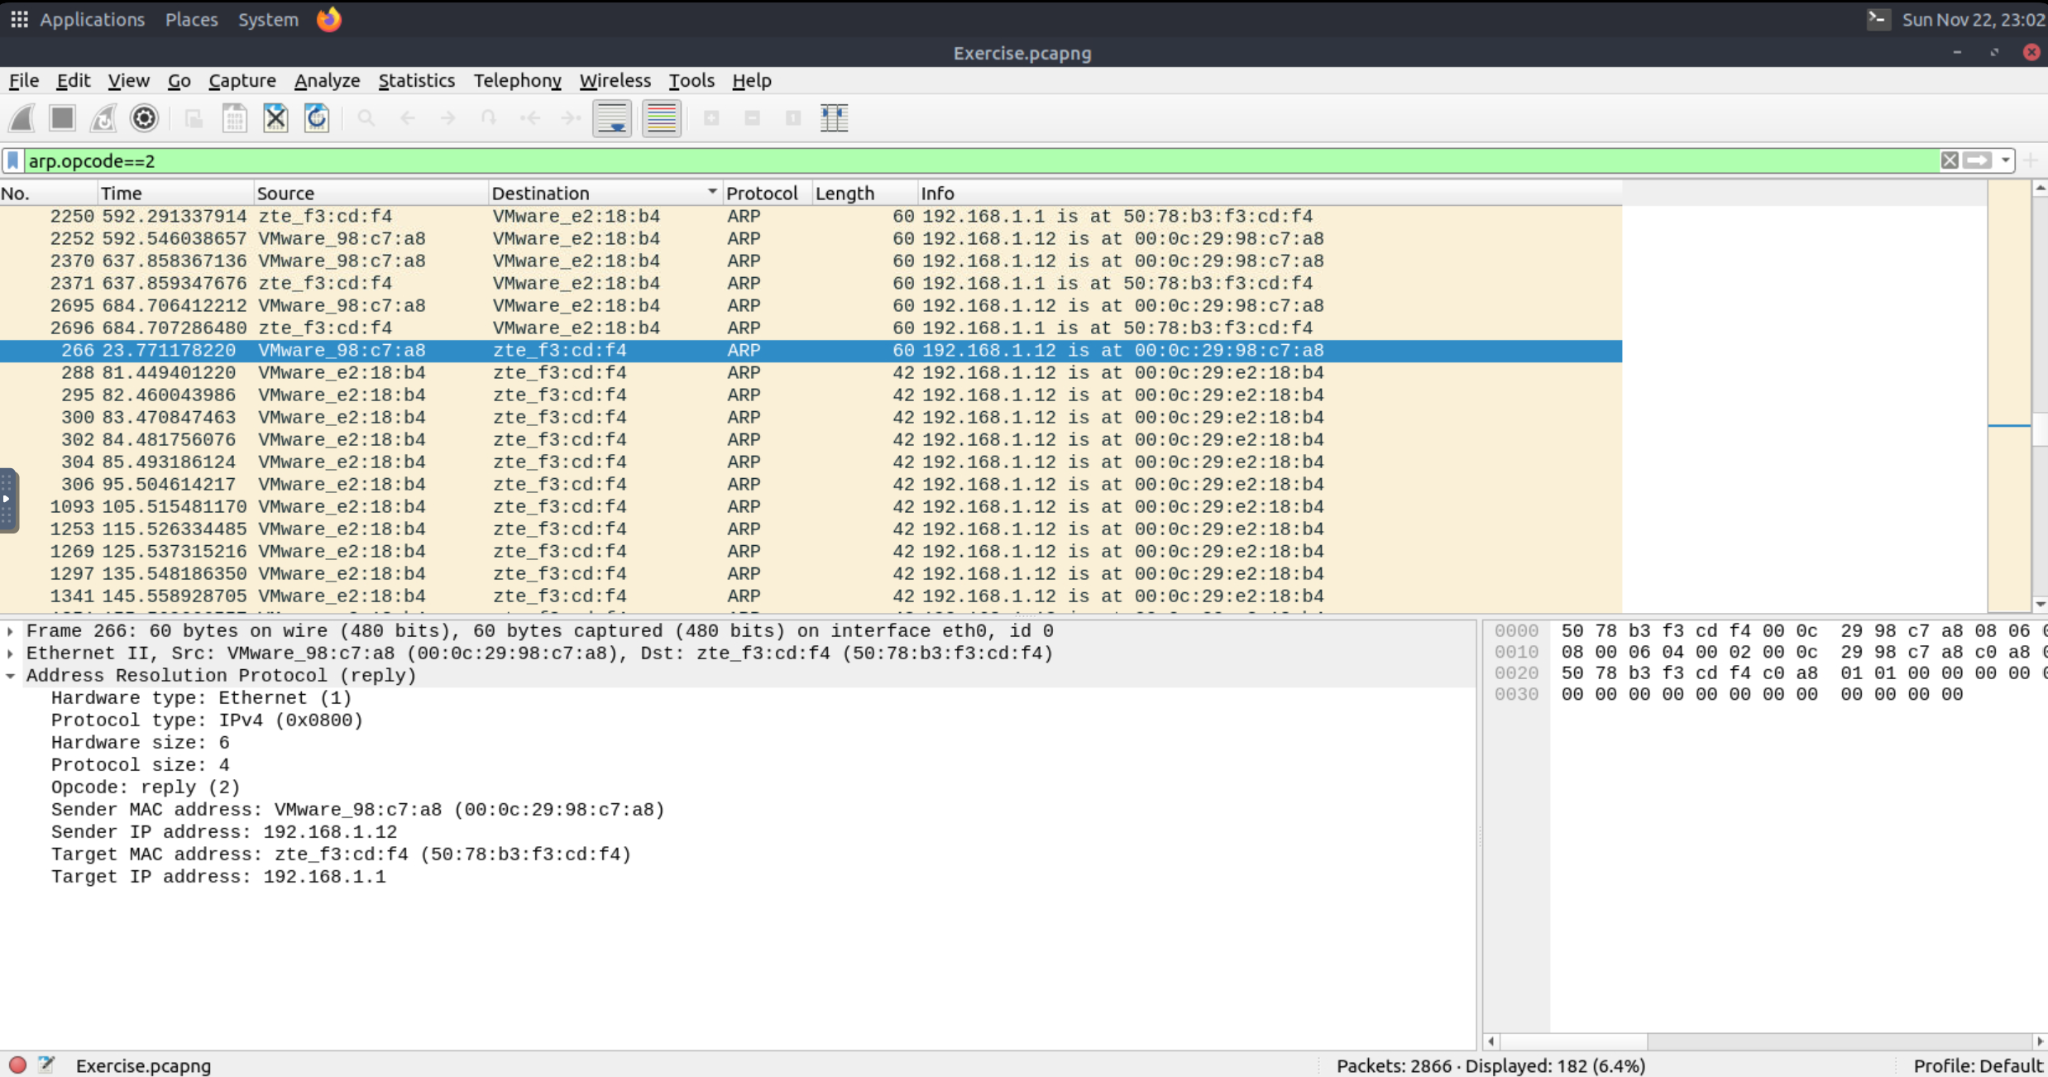 Applications Places System Sun Nov 22, 23:02
Exercise.pcapng
File Edit View Go Capture Analyze Statistics Telephony Wireless Tools Help
arp.opcode==2
No. Time Source Destination Protocol Length Info
2250 592.291337914 zte_f3:cd:f4 VMware_e2:18:b4 ARP 60 192.168.1.1 is at 50:78:b3:f3:cd:f4
2252 592.546038657 VMware_98:c7:a8 VMware_e2:18:b4 ARP 60 192.168.1.12 is at 00:0c:29:98:c7:a8
2370 637.858367136 VMware_98:c7:a8 VMware_e2:18:b4 ARP 60 192.168.1.12 is at 00:0c:29:98:c7:a8
2371 637.859347676 zte_f3:cd:f4 VMware_e2:18:b4 ARP 60 192.168.1.1 is at 50:78:b3:f3:cd:f4
2695 684.706412212 VMware_98:c7:a8 VMware_e2:18:b4 ARP 60 192.168.1.12 is at 00:0c:29:98:c7:a8
2696 684.707286480 zte_f3:cd:f4 VMware_e2:18:b4 ARP 60 192.168.1.1 is at 50:78:b3:f3:cd:f4
266 23.771178220 VMware_98:c7:a8 zte_f3:cd:f4 ARP 60 192.168.1.12 is at 00:0c:29:98:c7:a8
288 81.449401220 VMware_e2:18:b4 zte_f3:cd:f4 ARP 42 192.168.1.12 is at 00:0c:29:e2:18:b4
295 82.460043986 VMware_e2:18:b4 zte_f3:cd:f4 ARP 42 192.168.1.12 is at 00:0c:29:e2:18:b4
300 83.470847463 VMware_e2:18:b4 zte_f3:cd:f4 ARP 42 192.168.1.12 is at 00:0c:29:e2:18:b4
302 84.481756076 VMware_e2:18:b4 zte_f3:cd:f4 ARP 42 192.168.1.12 is at 00:0c:29:e2:18:b4
304 85.493186124 VMware_e2:18:b4 zte_f3:cd:f4 ARP 42 192.168.1.12 is at 00:0c:29:e2:18:b4
306 95.504614217 VMware_e2:18:b4 zte_f3:cd:f4 ARP 42 192.168.1.12 is at 00:0c:29:e2:18:b4
1093 105.515481170 VMware_e2:18:b4 zte_f3:cd:f4 ARP 42 192.168.1.12 is at 00:0c:29:e2:18:b4
1253 115.526334485 VMware_e2:18:b4 zte_f3:cd:f4 ARP 42 192.168.1.12 is at 00:0c:29:e2:18:b4
1269 125.537315216 VMware_e2:18:b4 zte_f3:cd:f4 ARP 42 192.168.1.12 is at 00:0c:29:e2:18:b4
1297 135.548186350 VMware_e2:18:b4 zte_f3:cd:f4 ARP 42 192.168.1.12 is at 00:0c:29:e2:18:b4
1341 145.558928705 VMware_e2:18:b4 zte_f3:cd:f4 ARP 42 192.168.1.12 is at 00:0c:29:e2:18:b4
Frame 266: 60 bytes on wire (480 bits), 60 bytes captured (480 bits) on interface eth0, id 0
Ethernet II, Src: VMware_98:c7:a8 (00:0c:29:98:c7:a8), Dst: zte_f3:cd:f4 (50:78:b3:f3:cd:f4)
Address Resolution Protocol (reply)
Hardware type: Ethernet (1)
Protocol type: IPv4 (0x0800)
Hardware size: 6
Protocol size: 4
Opcode: reply (2)
Sender MAC address: VMware_98:c7:a8 (00:0c:29:98:c7:a8)
Sender IP address: 192.168.1.12
Target MAC address: zte_f3:cd:f4 (50:78:b3:f3:cd:f4)
Target IP address: 192.168.1.1
0000 50 78 b3 f3 cd f4 00 0c 29 98 c7 a8 08 06
0010 08 00 06 04 00 02 00 0c 29 98 c7 a8 c0 a8
0020 50 78 b3 f3 cd f4 c0 a8 01 01 00 00 00 00
0030 00 00 00 00 00 00 00 00 00 00 00 00
Exercise.pcapng Packets: 2866 · Displayed: 182 (6.4%) Profile: Default